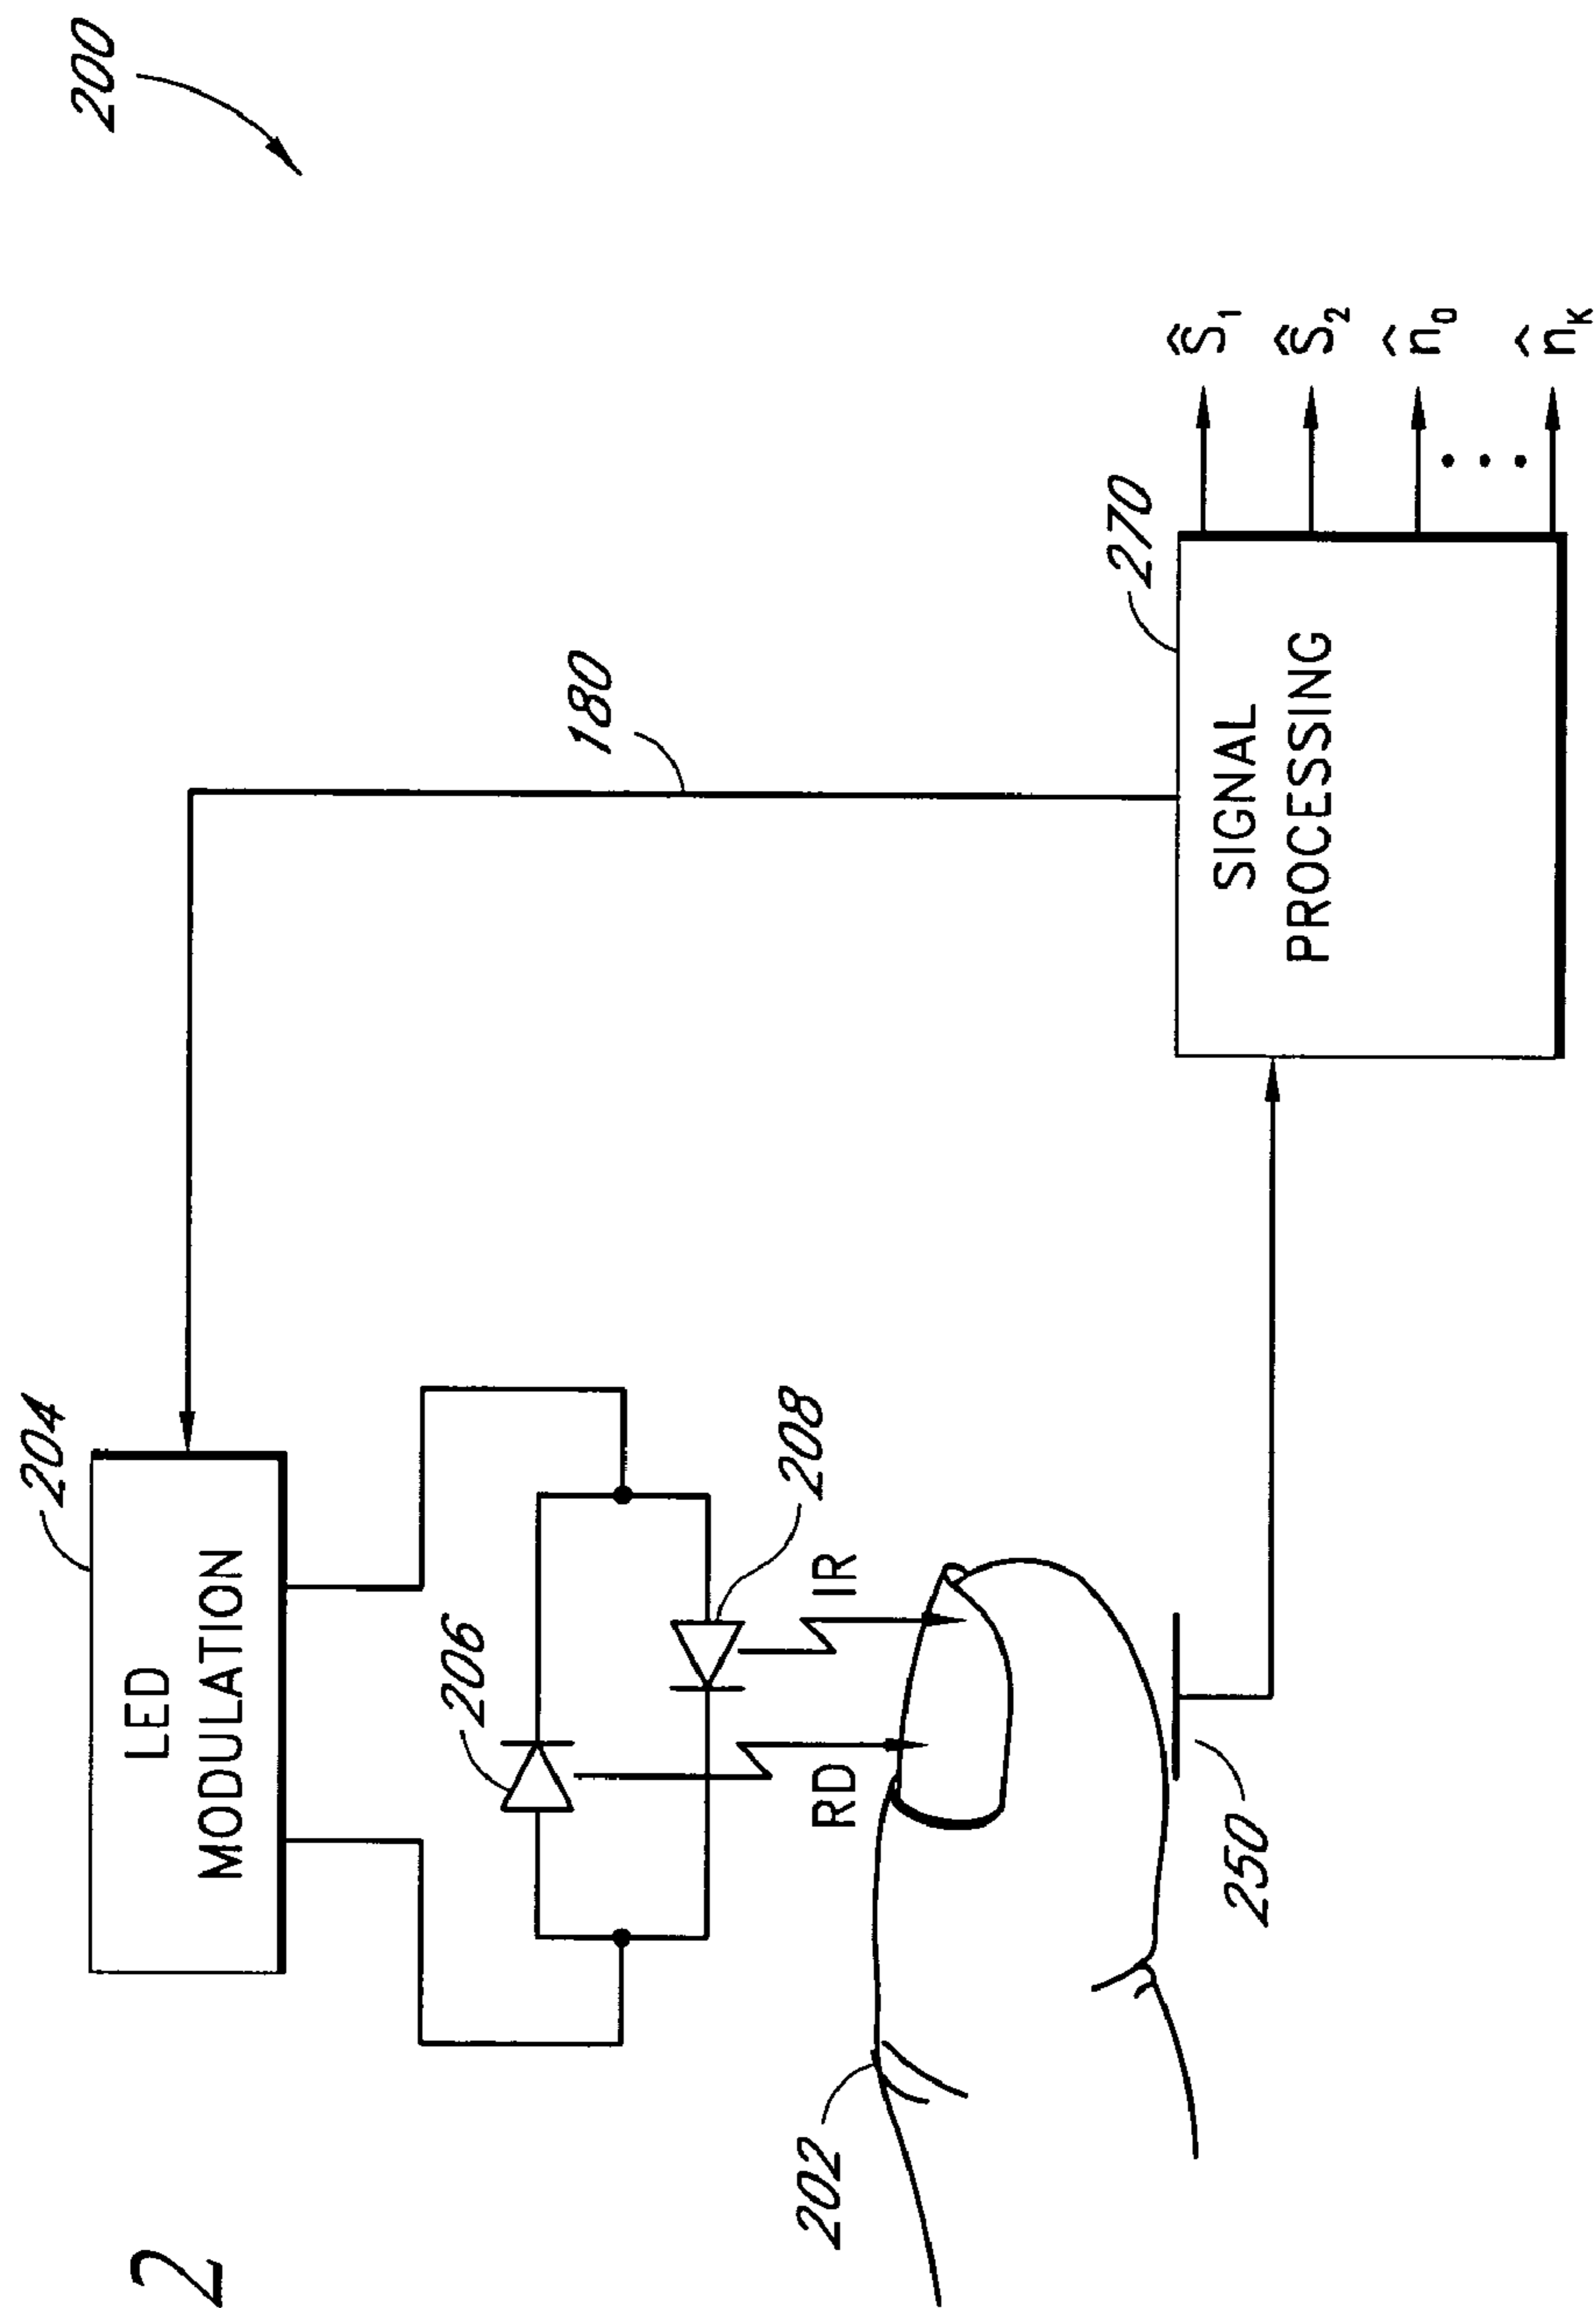 2
200
204
LED
MODULATION
206
208
180
RD
IR
202
250
270
SIGNAL
PROCESSING
Ŝ₁
Ŝ₂
n̂₀
n̂ₖ